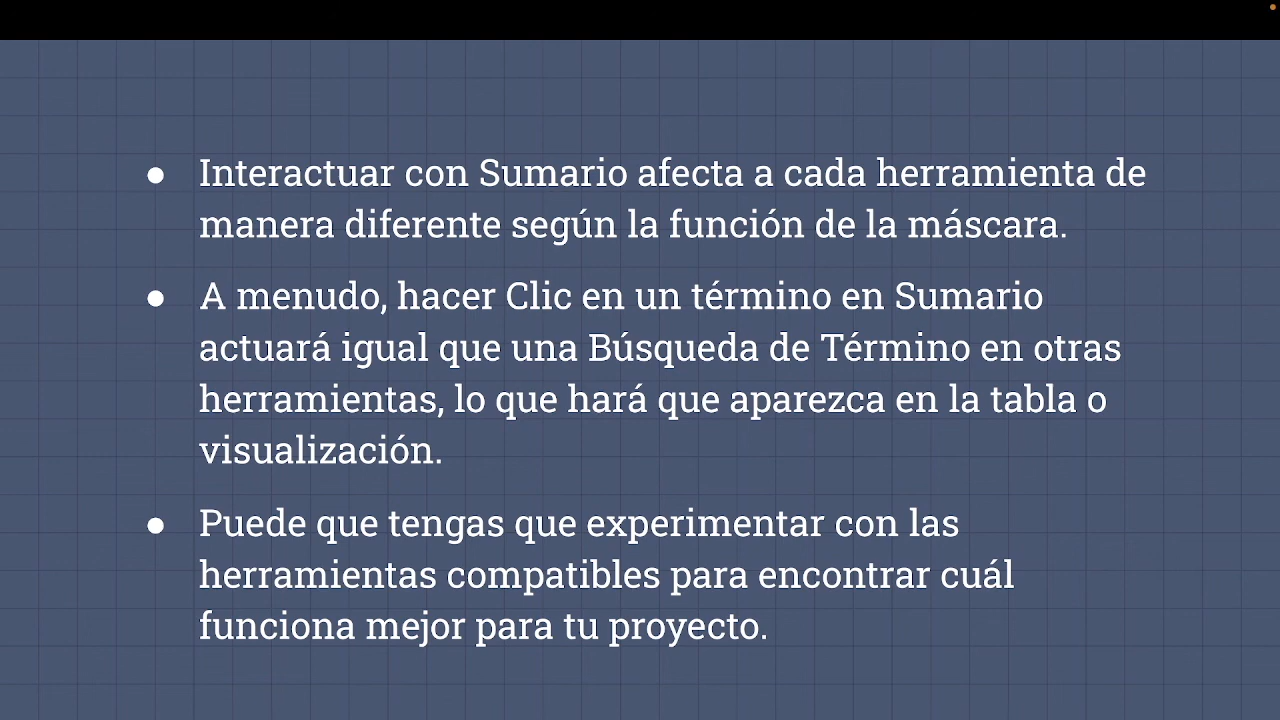 ● Interactuar con Sumario afecta a cada herramienta de
manera diferente según la función de la máscara.
● A menudo, hacer Clic en un término en Sumario
actuará igual que una Búsqueda de Término en otras
herramientas, lo que hará que aparezca en la tabla o
visualización.
● Puede que tengas que experimentar con las
herramientas compatibles para encontrar cuál
funciona mejor para tu proyecto.